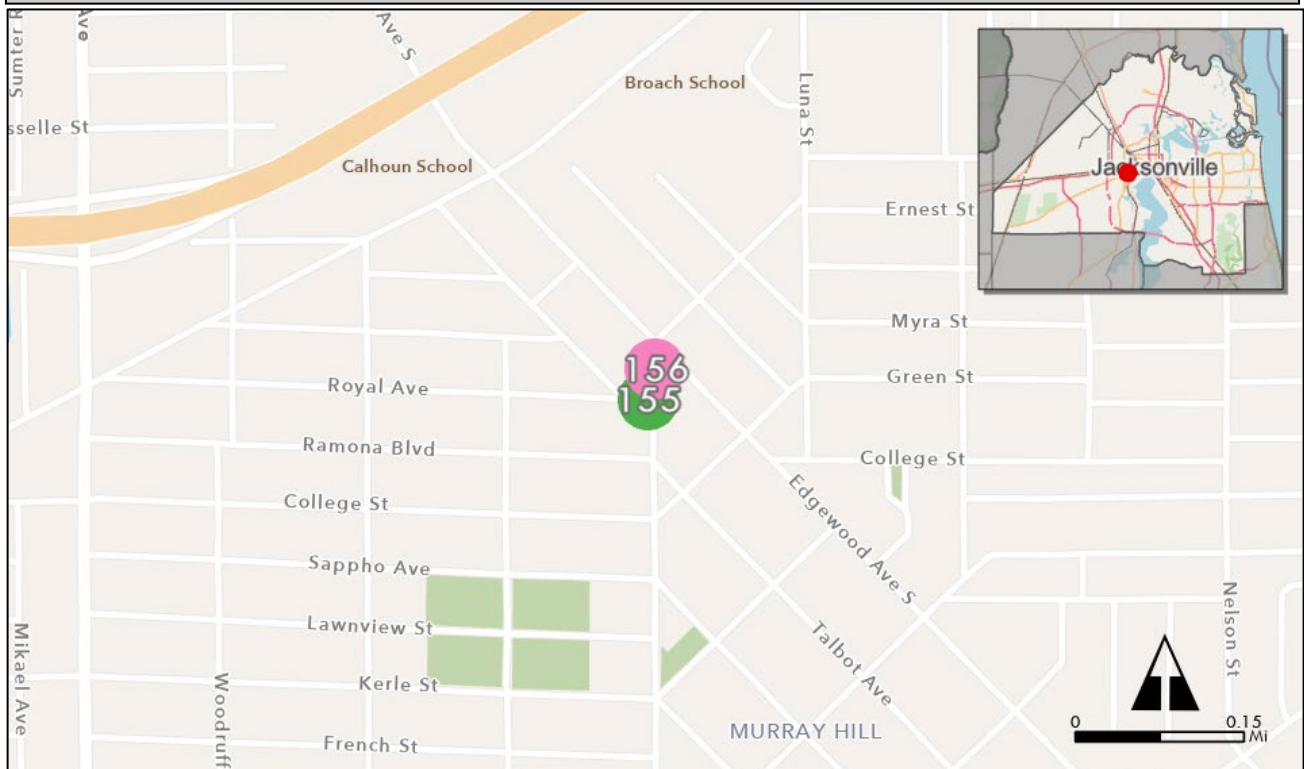 Sumter R
Ave
Ave S
Broach School
Luna St
sselle St
Calhoun School
Jacksonville
Ernest St
Myra St
156
Green St
Royal Ave
155
Ramona Blvd
College St
College St
Edgewood Ave S
Sappho Ave
Nelson St
Lawnview St
Talbot Ave
Mikael Ave
Woodruff
Kerle St
0 0.15
Mi
MURRAY HILL
French St